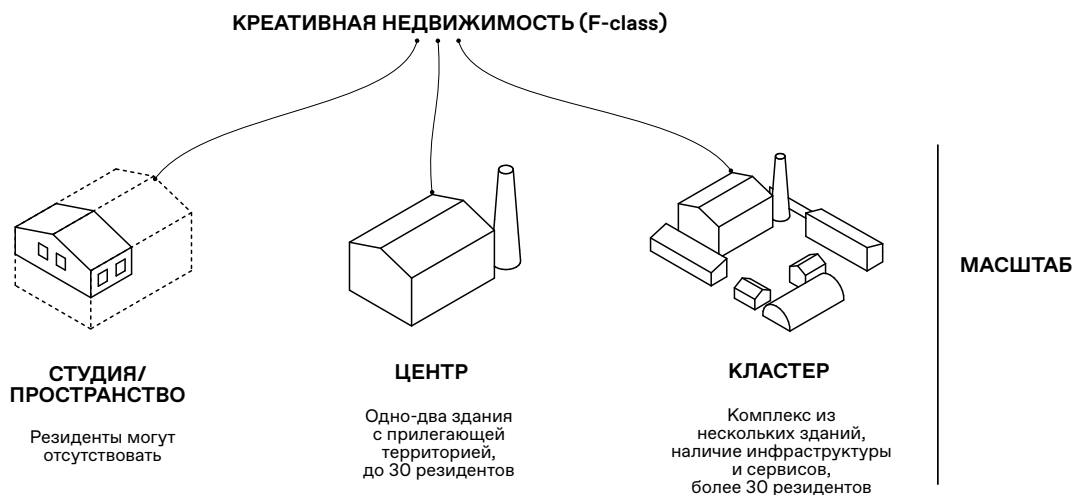 КРЕАТИВНАЯ НЕДВИЖИМОСТЬ (F-class)
СТУДИЯ/
ПРОСТРАНСТВО
Резиденты могут
отсутствовать
ЦЕНТР
Одно-два здания
с прилегающей
территорией,
до 30 резидентов
КЛАСТЕР
Комплекс из
нескольких зданий,
наличие инфраструктуры
и сервисов,
более 30 резидентов
МАСШТАБ